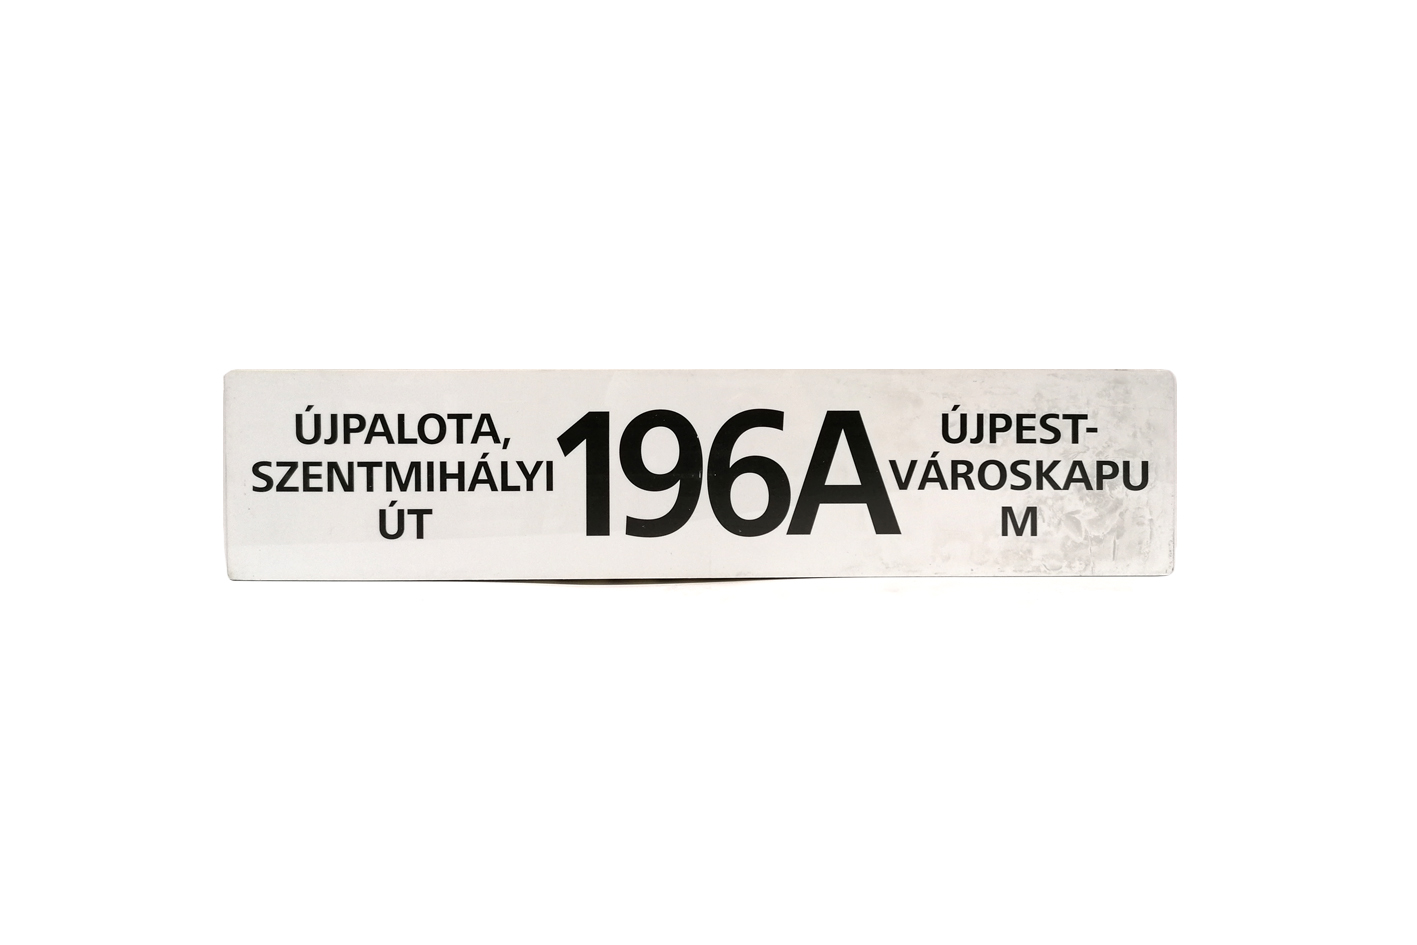 ÚJPALOTA,
SZENTMIHÁLYI
ÚT
196A
ÚJPEST-
VÁROSKAPU
M